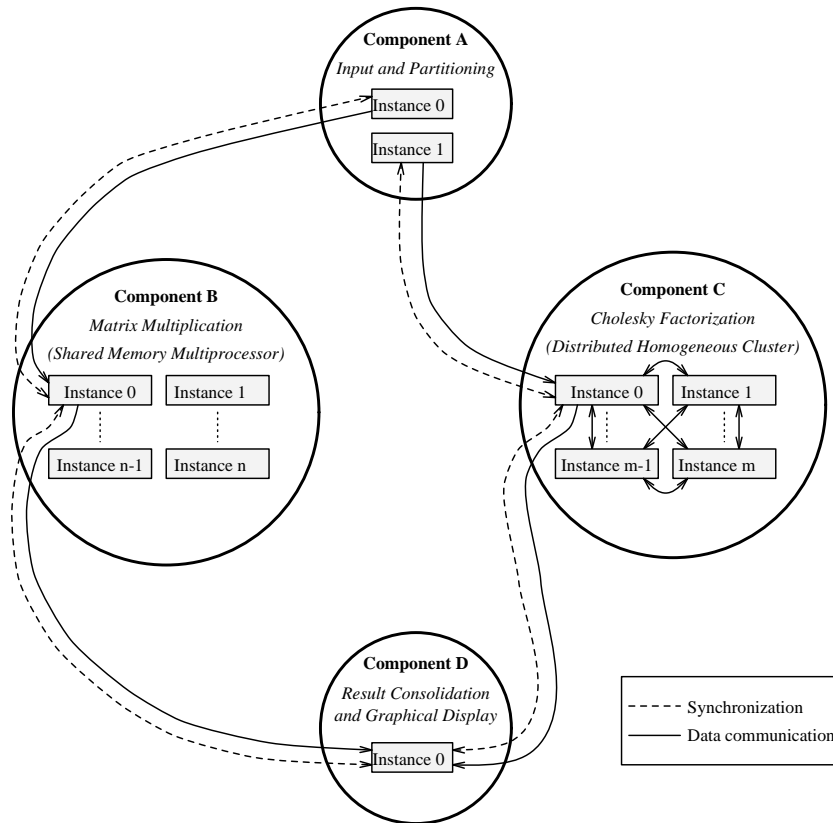 Component A
Input and Partitioning
Instance 0
Instance 1
Component B
Matrix Multiplication
(Shared Memory Multiprocessor)
Instance 0
Instance 1
Instance n-1
Instance n
Component C
Cholesky Factorization
(Distributed Homogeneous Cluster)
Instance 0
Instance 1
Instance m-1
Instance m
Component D
Result Consolidation
and Graphical Display
Instance 0
Synchronization
Data communication